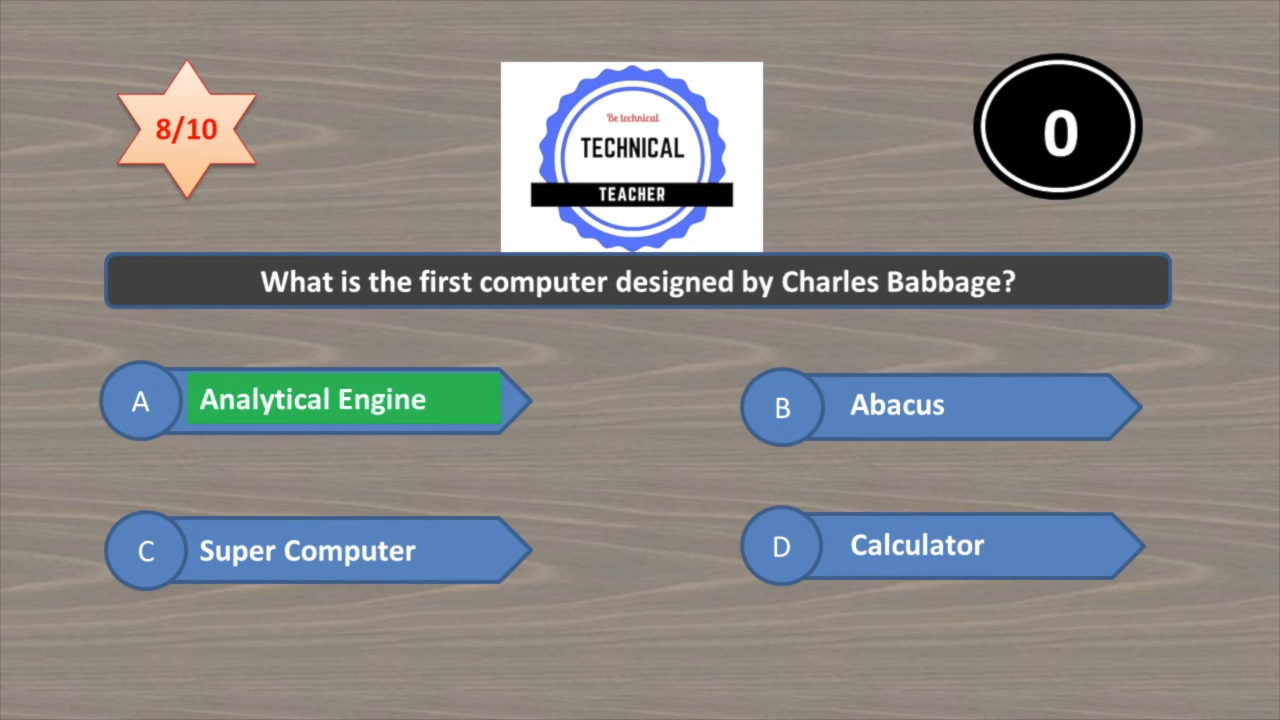 8/10
Be technical
TECHNICAL
TEACHER
0
What is the first computer designed by Charles Babbage?
A Analytical Engine
B Abacus
C Super Computer
D Calculator